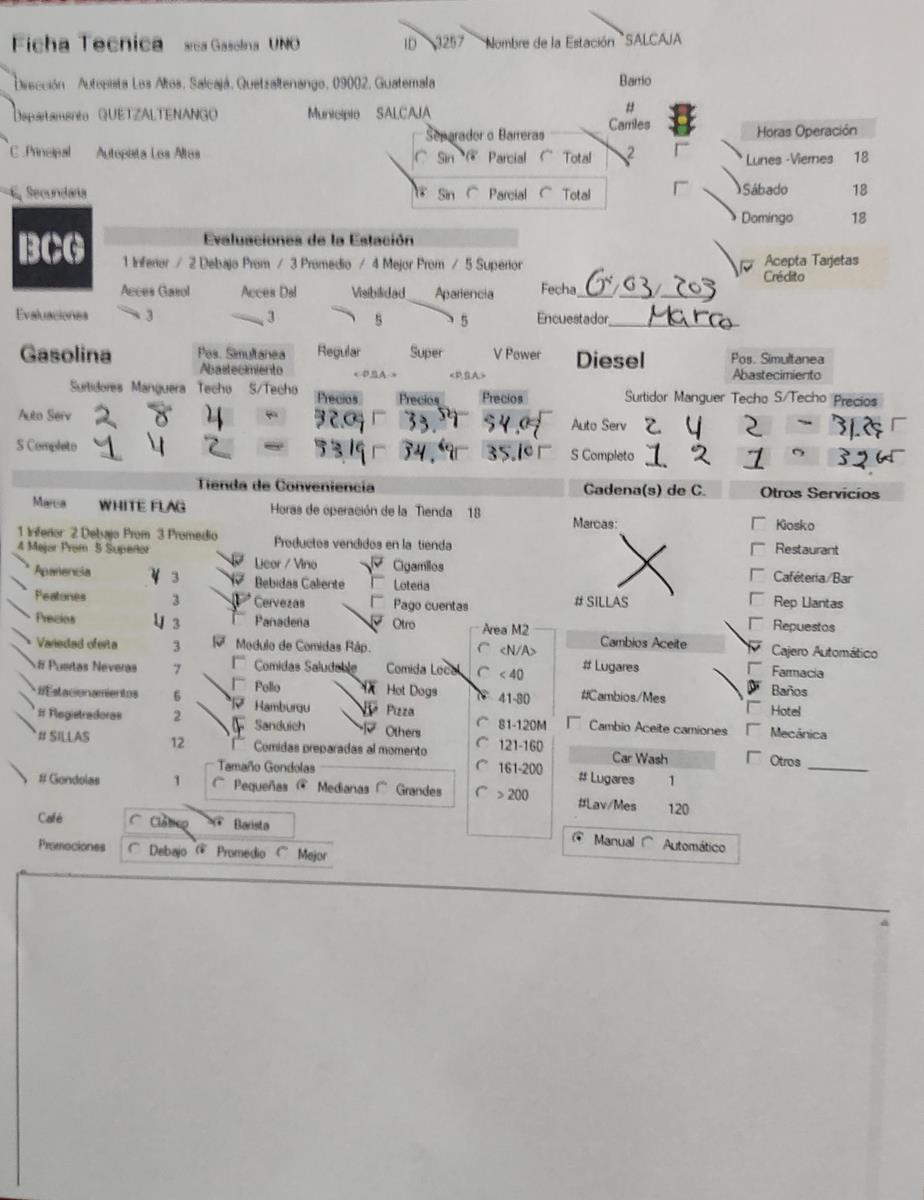 Ficha Tecnica area Gasolina UNO ID 3257 Nombre de la Estación SALCAJA
Dirección Autopista Los Altos, Salcajá, Quetzaltenango, 09002, Guatemala Barrio
Departamento QUETZALTENANGO Municipio SALCAJA # Carriles
C .Principal Autopista Los Altos
Separador o Barreras
Sin Parcial Total 2
C. Secundaria
Sin Parcial Total
Horas Operación
Lunes -Viernes 18
Sábado 18
Domingo 18
BCG
Evaluaciones de la Estación
1 Inferior / 2 Debajo Prom / 3 Promedio / 4 Mejor Prom / 5 Superior
Acepta Tarjetas Crédito
Acces Gasol Acces Dsl Visibilidad Apariencia
Evaluaciones 3 3 5 5
Fecha
Encuestador Marco
Gasolina
Pos. Simultanea Abastecimiento
Regular Super V Power
<-P.S.A.-> <-P.S.A.>
Surtidores Manguera Techo S/Techo Precios Precios Precios
Auto Serv 2 8 4 - 32.09 33.59 34.09
S Completo 1 4 2 - 33.19 34.69 35.10
Diesel
Pos. Simultanea Abastecimiento
Surtidor Manguer Techo S/Techo Precios
Auto Serv 2 4 2 -
S Completo 1 2 1 -
Tienda de Conveniencia
Marca WHITE FLAG Horas de operación de la Tienda 18
1 Inferior 2 Debajo Prom 3 Promedio
4 Mejor Prom 5 Superior
Apariencia 4 3
Peatones 3
Precios 4 3
Variedad oferta 3
# Puertas Neveras 7
#Estacionamientos 6
# Registradoras 2
# SILLAS 12
# Gondolas 1
Productos vendidos en la tienda
Licor / Vino Cigarrillos
Bebidas Caliente Loteria
Cervezas Pago cuentas
Panaderia Otro
Modulo de Comidas Ráp.
Comidas Saludable Comida Local
Pollo Hot Dogs
Hamburgu Pizza
Sanduich Others
Comidas preparadas al momento
Tamaño Gondolas
Pequeñas Medianas Grandes
Area M2
<N/A>
< 40
41-80
81-120M
121-160
161-200
> 200
Café Clásico Barista
Promociones Debajo Promedio Mejor
Cadena(s) de C.
Marcas:
# SILLAS
Cambios Aceite
# Lugares
#Cambios/Mes
Cambio Aceite camiones
Car Wash
# Lugares 1
#Lav/Mes 120
Manual Automático
Otros Servicios
Kiosko
Restaurant
Caféteria/Bar
Rep Llantas
Repuestos
Cajero Automático
Farmacia
Baños
Hotel
Mecánica
Otros